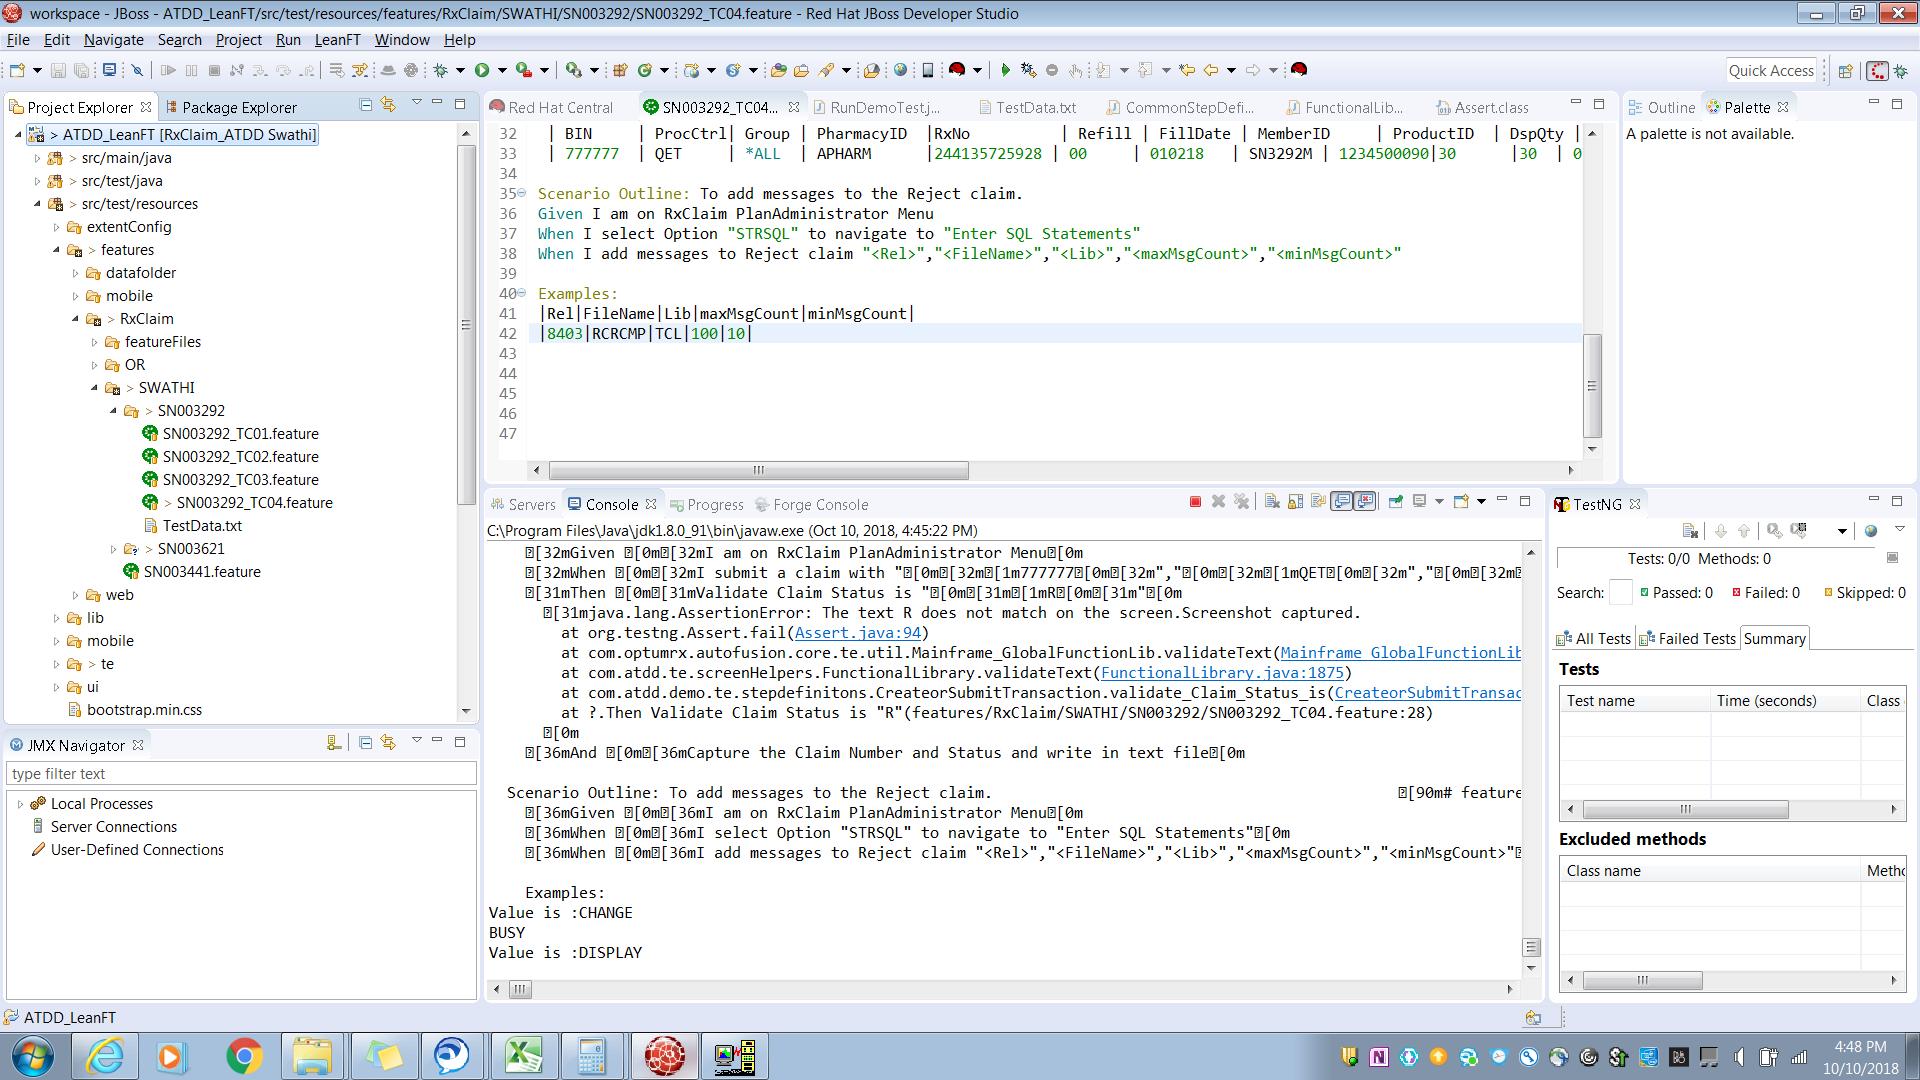 workspace - JBoss - ATDD_LeanFT/src/test/resources/features/RxClaim/SWATHI/SN003292/SN003292_TC04.feature - Red Hat JBoss Developer Studio
File Edit Navigate Search Project Run LeanFT Window Help
Quick Access
Project Explorer Package Explorer
> ATDD_LeanFT [RxClaim_ATDD Swathi]
> src/main/java
> src/test/java
> src/test/resources
extentConfig
> features
datafolder
mobile
> RxClaim
featureFiles
OR
> SWATHI
> SN003292
SN003292_TC01.feature
SN003292_TC02.feature
SN003292_TC03.feature
> SN003292_TC04.feature
TestData.txt
> SN003621
SN003441.feature
web
lib
mobile
> te
ui
bootstrap.min.css
JMX Navigator
type filter text
Local Processes
Server Connections
User-Defined Connections
Red Hat Central SN003292_TC04... RunDemoTest.j... TestData.txt CommonStepDefi... FunctionalLib... Assert.class
32 | BIN | ProcCtrl| Group | PharmacyID |RxNo | Refill | FillDate | MemberID | ProductID | DspQty |
33 | 777777 | QET | *ALL | APHARM |244135725928 | 00 | 010218 | SN3292M | 1234500090|30 |30 | 0
34
35 Scenario Outline: To add messages to the Reject claim.
36 Given I am on RxClaim PlanAdministrator Menu
37 When I select Option "STRSQL" to navigate to "Enter SQL Statements"
38 When I add messages to Reject claim "<Rel>","<FileName>","<Lib>","<maxMsgCount>","<minMsgCount>"
39
40 Examples:
41 |Rel|FileName|Lib|maxMsgCount|minMsgCount|
42 |8403|RCRCMP|TCL|100|10|
43
44
45
46
47
Outline Palette
A palette is not available.
Servers Console Progress Forge Console
C:\Program Files\Java\jdk1.8.0_91\bin\javaw.exe (Oct 10, 2018, 4:45:22 PM)
[32mGiven [0m[32mI am on RxClaim PlanAdministrator Menu[0m
[32mWhen [0m[32mI submit a claim with "[0m[32m[1m777777[0m[32m","[0m[32m[1mQET[0m[32m","[0m[32m
[31mThen [0m[31mValidate Claim Status is "[0m[31m[1mR[0m[31m"[0m
[31mjava.lang.AssertionError: The text R does not match on the screen.Screenshot captured.
at org.testng.Assert.fail(Assert.java:94)
at com.optumrx.autofusion.core.te.util.Mainframe_GlobalFunctionLib.validateText(Mainframe_GlobalFunctionLib
at com.atdd.te.screenHelpers.FunctionalLibrary.validateText(FunctionalLibrary.java:1875)
at com.atdd.demo.te.stepdefinitons.CreateorSubmitTransaction.validate_Claim_Status_is(CreateorSubmitTransac
at ?.Then Validate Claim Status is "R"(features/RxClaim/SWATHI/SN003292/SN003292_TC04.feature:28)
[0m
[36mAnd [0m[36mCapture the Claim Number and Status and write in text file[0m
Scenario Outline: To add messages to the Reject claim. [90m# feature
[36mGiven [0m[36mI am on RxClaim PlanAdministrator Menu[0m
[36mWhen [0m[36mI select Option "STRSQL" to navigate to "Enter SQL Statements"[0m
[36mWhen [0m[36mI add messages to Reject claim "<Rel>","<FileName>","<Lib>","<maxMsgCount>","<minMsgCount>"
Examples:
Value is :CHANGE
BUSY
Value is :DISPLAY
TestNG
Tests: 0/0 Methods: 0
Search: Passed: 0 Failed: 0 Skipped: 0
All Tests Failed Tests Summary
Tests
Test name Time (seconds) Class
Excluded methods
Class name Metho
ATDD_LeanFT
4:48 PM
10/10/2018